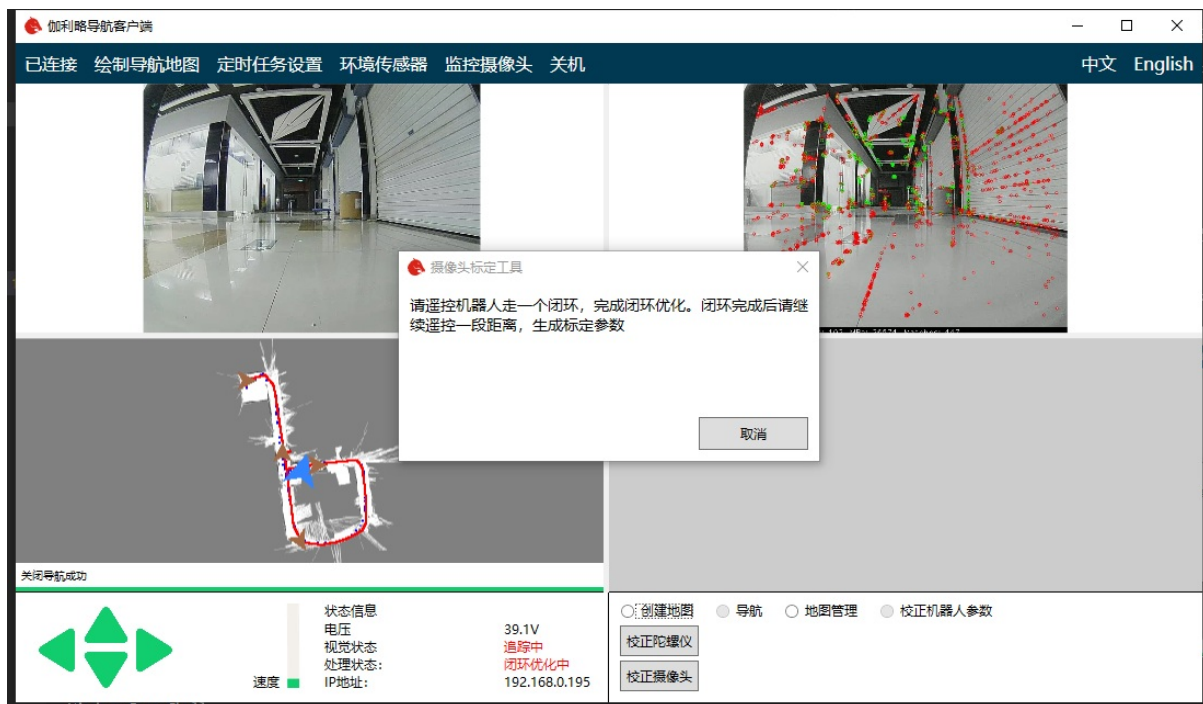 伽利略导航客户端
已连接 绘制导航地图 定时任务设置 环境传感器 监控摄像头 关机 中文 English
摄像头标定工具
请遥控机器人走一个闭环，完成闭环优化。闭环完成后请继
续遥控一段距离，生成标定参数
取消
关闭导航成功
状态信息
电压 39.1V
视觉状态 追踪中
处理状态: 闭环优化中
速度 IP地址: 192.168.0.195
创建地图 导航 地图管理 校正机器人参数
校正陀螺仪
校正摄像头